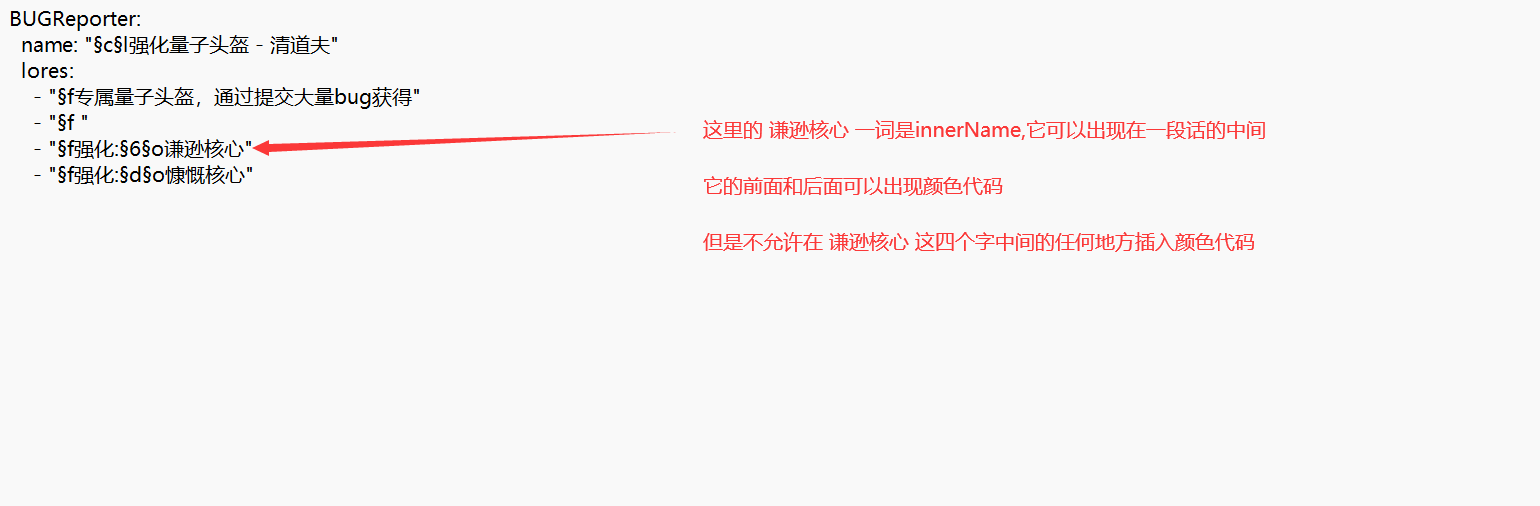 BUGReporter:
name: "§c§l强化量子头盔 - 清道夫"
lores:
- "§f专属量子头盔，通过提交大量bug获得"
- "§f "
- "§f强化:§6§o谦逊核心"
- "§f强化:§d§o慷慨核心"
这里的 谦逊核心 一词是innerName,它可以出现在一段话的中间
它的前面和后面可以出现颜色代码
但是不允许在 谦逊核心 这四个字中间的任何地方插入颜色代码